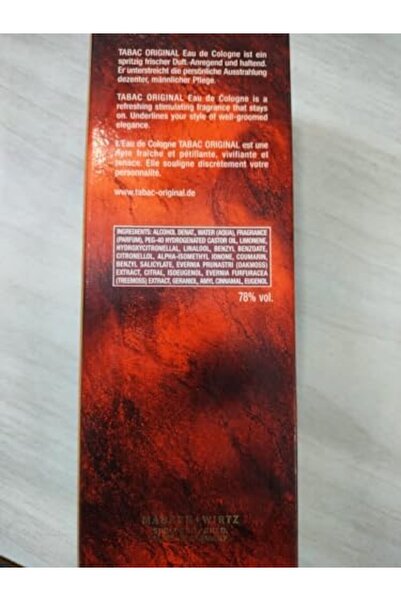 TABAC ORIGINAL Eau de Cologne ist ein
spritzig frischer Duft. Anregend und haltend.
Er unterstreicht die persönliche Ausstrahlung
dezenter, männlicher Pflege.
TABAC ORIGINAL Eau de Cologne is a
refreshing stimulating fragrance that stays
on. Underlines your style of well-groomed
elegance.
L'Eau de Cologne TABAC ORIGINAL est une
note fraîche et pétillante, vivifiante et
tenace. Elle souligne discrètement votre
personnalité.
www.tabac-original.de
INGREDIENTS: ALCOHOL DENAT., WATER (AQUA), FRAGRANCE
(PARFUM), PEG-40 HYDROGENATED CASTOR OIL, LIMONENE,
HYDROXYCITRONELLAL, LINALOOL, BENZYL BENZOATE,
CITRONELLOL, ALPHA-ISOMETHYL IONONE, COUMARIN,
BENZYL SALICYLATE, EVERNIA PRUNASTRI (OAKMOSS)
EXTRACT, CITRAL, ISOEUGENOL, EVERNIA FURFURACEA
(TREEMOSS) EXTRACT, GERANIOL, AMYL CINNAMAL, EUGENOL
78% vol.
MÄURER+WIRTZ